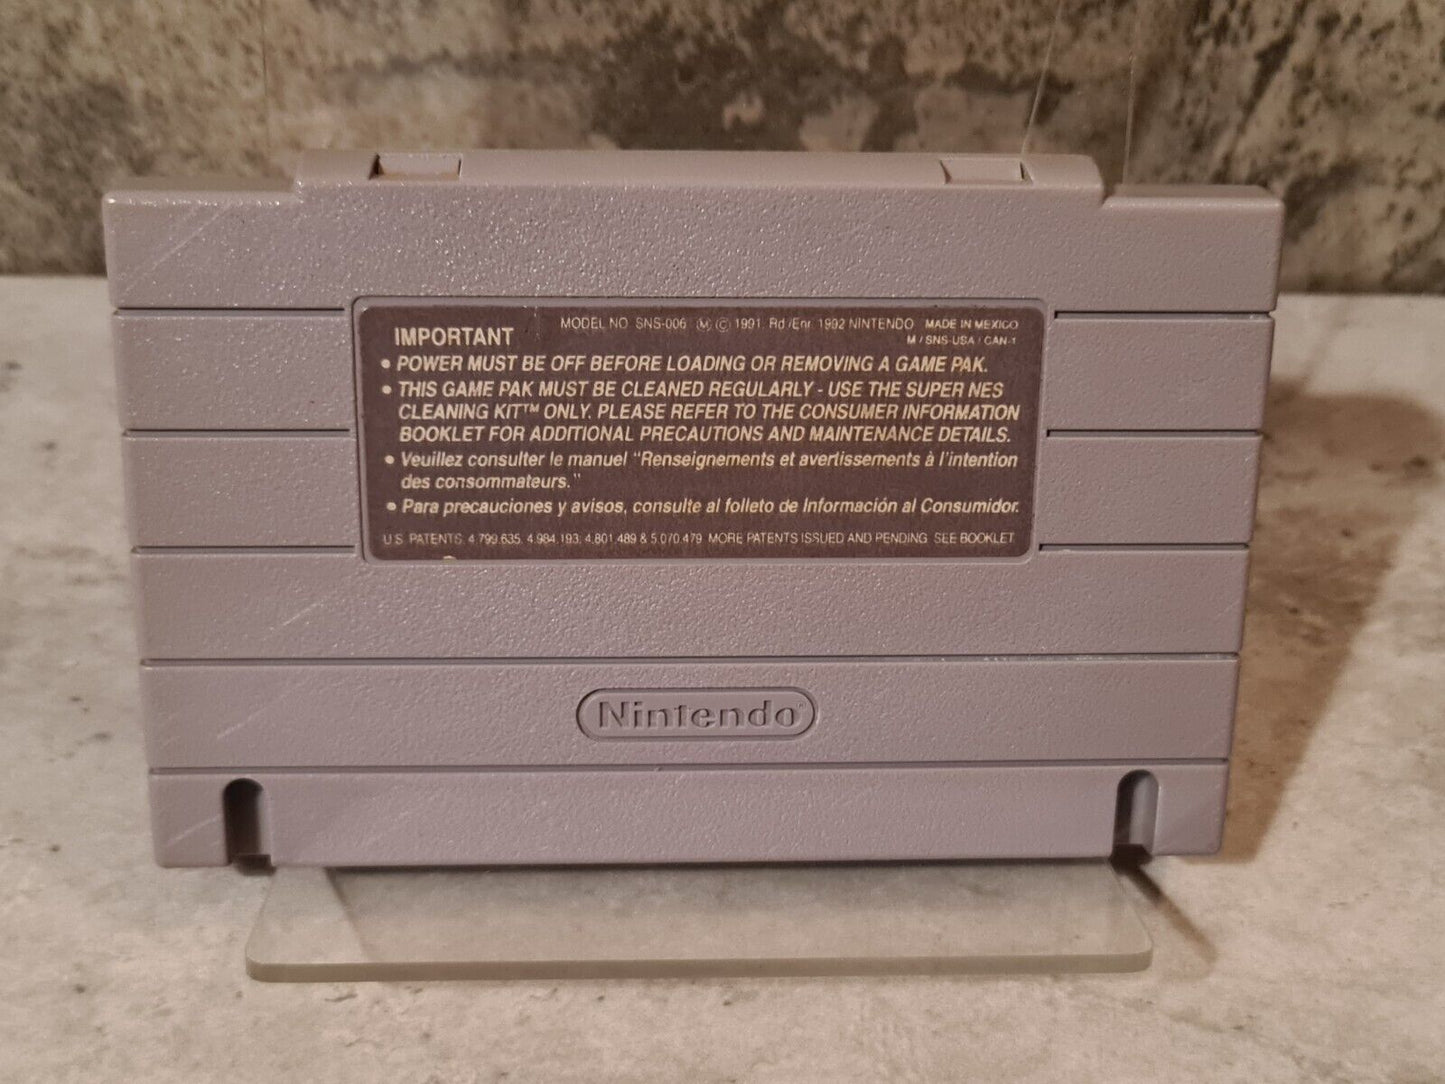 IMPORTANT
MODEL NO. SNS-006 Ⓜ © 1991. Rd./Enr. 1992 NINTENDO MADE IN MEXICO
M / SNS-USA / CAN-1
• POWER MUST BE OFF BEFORE LOADING OR REMOVING A GAME PAK.
• THIS GAME PAK MUST BE CLEANED REGULARLY - USE THE SUPER NES
CLEANING KIT™ ONLY. PLEASE REFER TO THE CONSUMER INFORMATION
BOOKLET FOR ADDITIONAL PRECAUTIONS AND MAINTENANCE DETAILS.
• Veuillez consulter le manuel "Renseignements et avertissements à l'intention
des consommateurs."
• Para precauciones y avisos, consulte al folleto de Información al Consumidor.
U.S. PATENTS: 4,799,635, 4,984,193; 4,801,489 & 5,070,479 MORE PATENTS ISSUED AND PENDING. SEE BOOKLET.
Nintendo